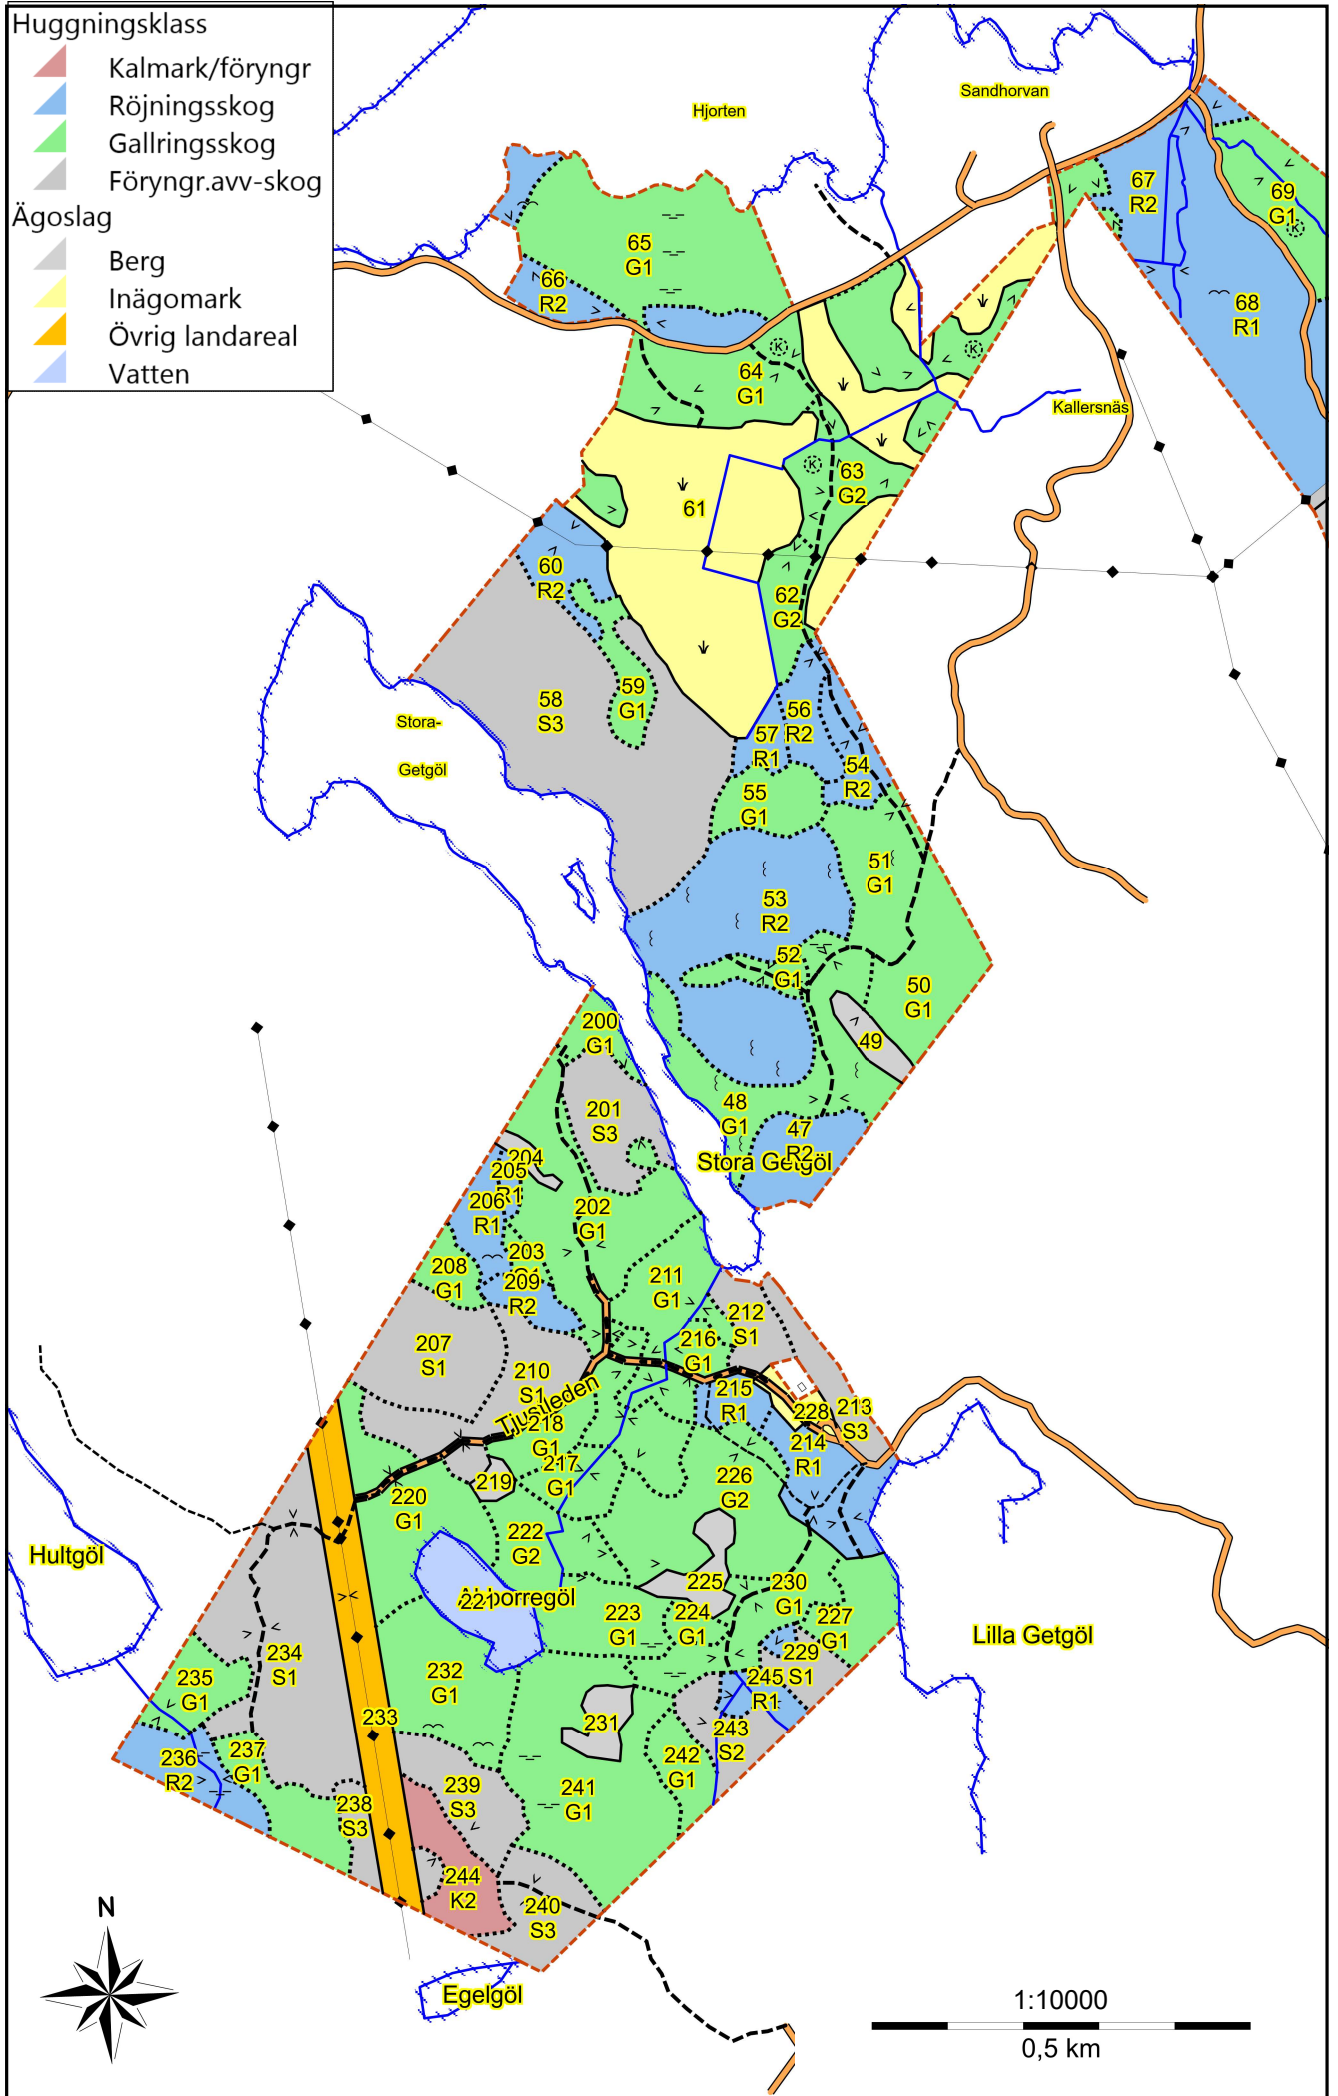 Huggningsklass
Kalmark/föryngr
Röjningsskog
Gallringsskog
Föryngr.avv-skog
Ägoslag
Berg
Inägomark
Övrig landareal
Vatten
Hjorten
Sandhorvan
67
R2
69
G1
K
65
G1
66
R2
68
R1
K
K
64
G1
Kallersnäs
K
63
G2
61
60
R2
62
G2
59
G1
58
S3
56
R2
Stora-
Getgöl
57
R1
54
R2
55
G1
51
G1
53
R2
52
G1
50
G1
49
200
G1
48
G1
201
S3
47
R2
Stora Getgöl
204
205
R1
206
R1
202
G1
203
208
G1
209
R2
211
G1
212
S1
207
S1
216
G1
210
S1
Tjustleden
215
R1
228
213
S3
218
G1
214
R1
217
G1
219
226
G2
220
G1
222
G2
Hultgöl
221
225
230
G1
223
G1
224
G1
227
G1
Lilla Getgöl
234
S1
229
S1
235
G1
232
G1
245
R1
233
231
243
S2
236
R2
237
G1
242
G1
239
S3
241
G1
238
S3
244
K2
240
S3
N
Egelgöl
1:10000
0,5 km